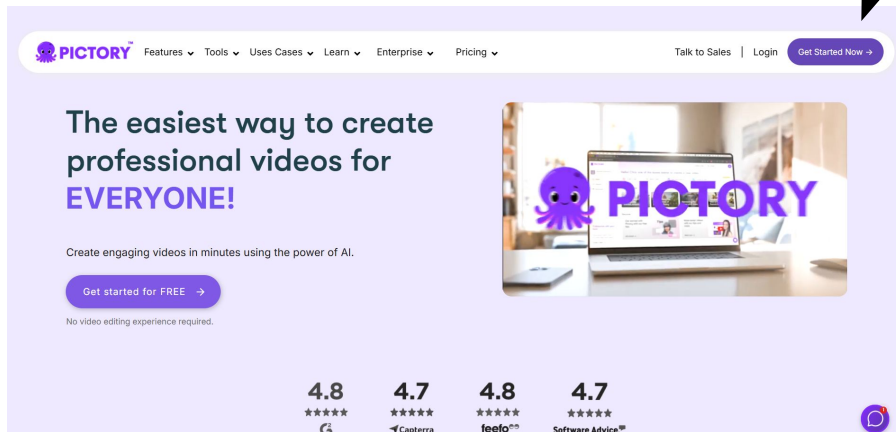 PICTORY™
Features Tools Uses Cases Learn Enterprise Pricing Talk to Sales | Login Get Started Now →
The easiest way to create
professional videos for
EVERYONE!
PICTORY
Create engaging videos in minutes using the power of AI.
Get started for FREE →
No video editing experience required.
4.8 4.7 4.8 4.7
G2 Capterra feefo Software Advice